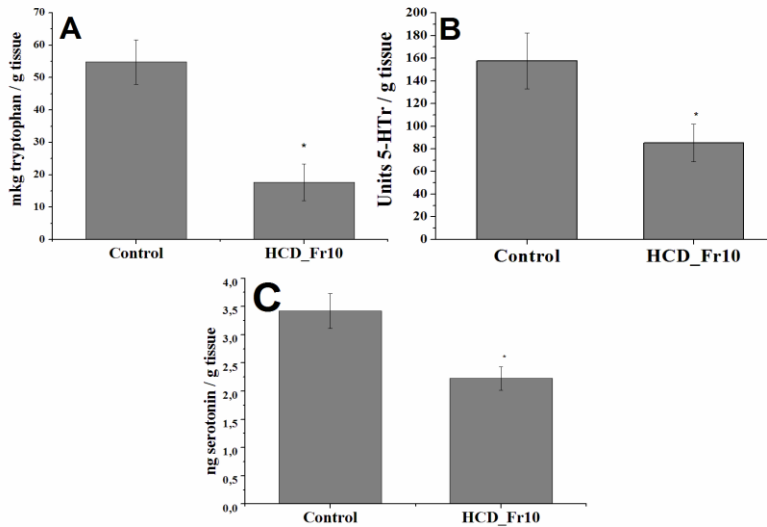 A
mkg tryptophan / g tissue
70
60
50
40
30
20
10
0
*
Control
HCD_Fr10
B
Units 5-HTr / g tissue
200
180
160
140
120
100
80
60
40
20
0
*
Control
HCD_Fr10
C
ng serotonin / g tissue
4,0
3,5
3,0
2,5
2,0
1,5
1,0
0,5
0,0
*
Control
HCD_Fr10